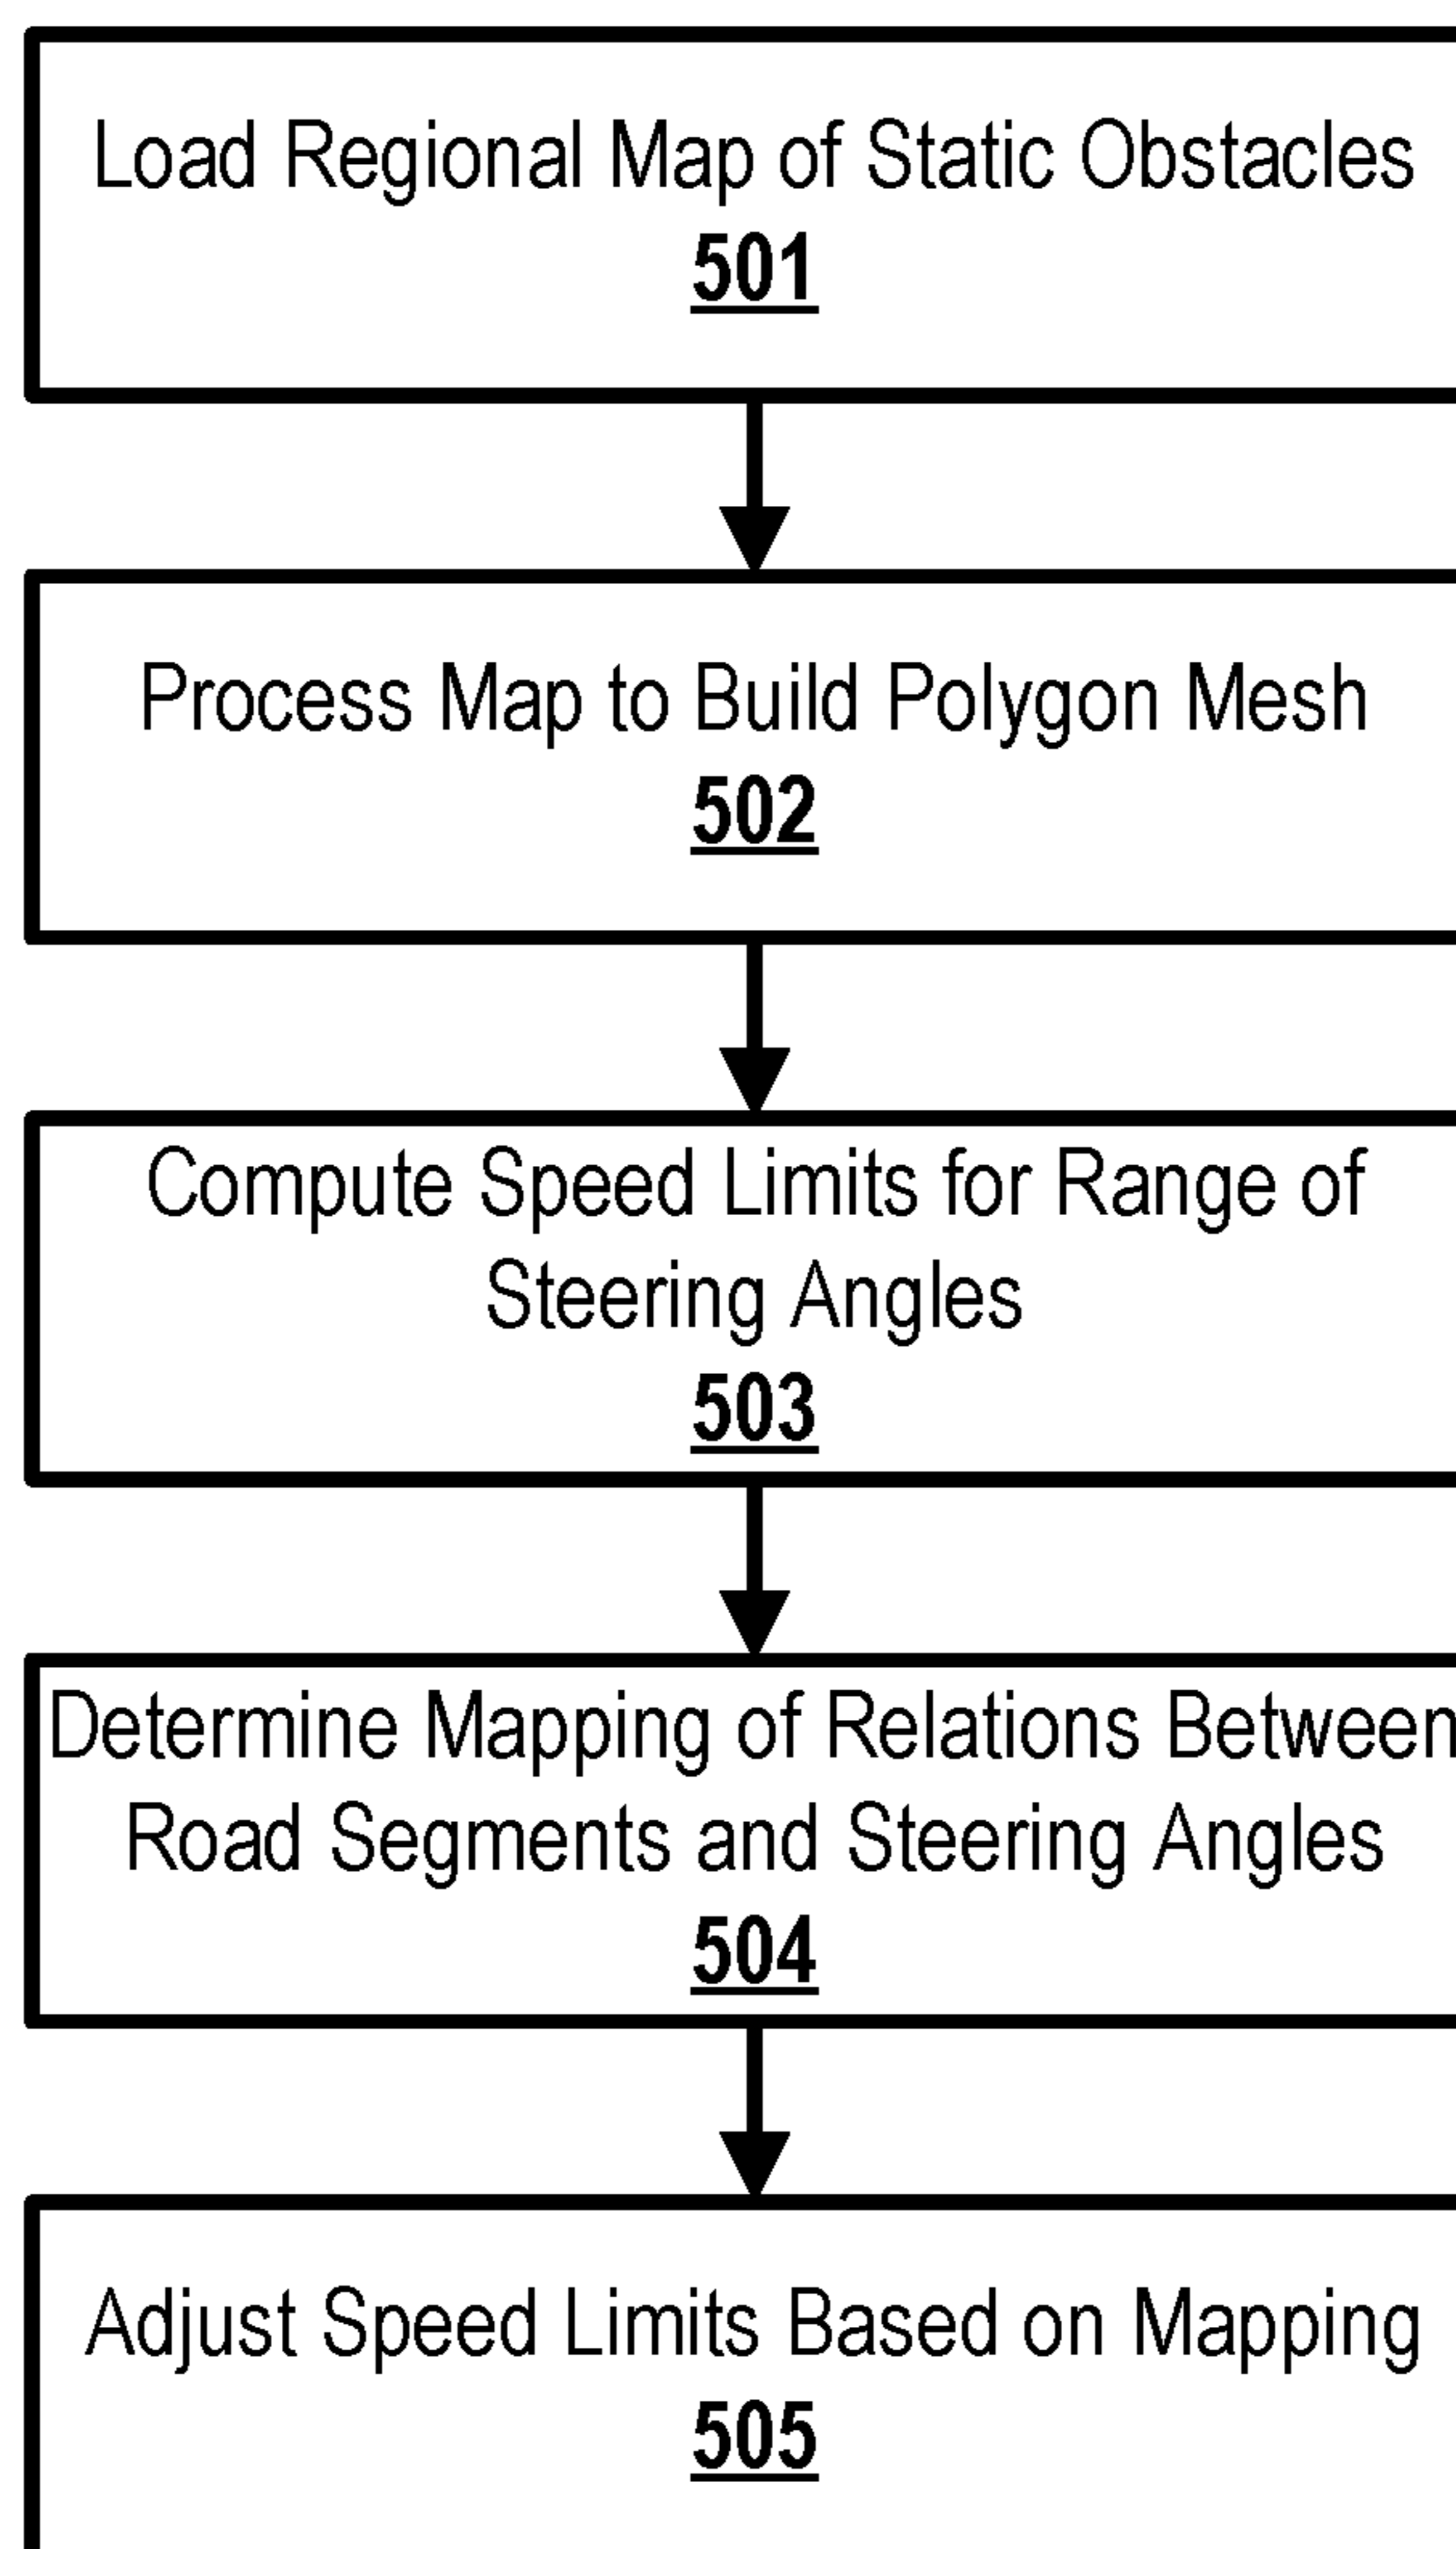 Load Regional Map of Static Obstacles
501
Process Map to Build Polygon Mesh
502
Compute Speed Limits for Range of
Steering Angles
503
Determine Mapping of Relations Between
Road Segments and Steering Angles
504
Adjust Speed Limits Based on Mapping
505